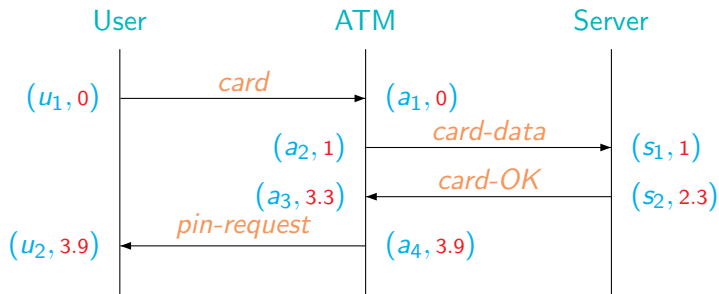 User ATM Server
card
(u1, 0) (a1, 0)
card-data
(a2, 1) (s1, 1)
card-OK
(a3, 3.3) (s2, 2.3)
pin-request
(u2, 3.9) (a4, 3.9)